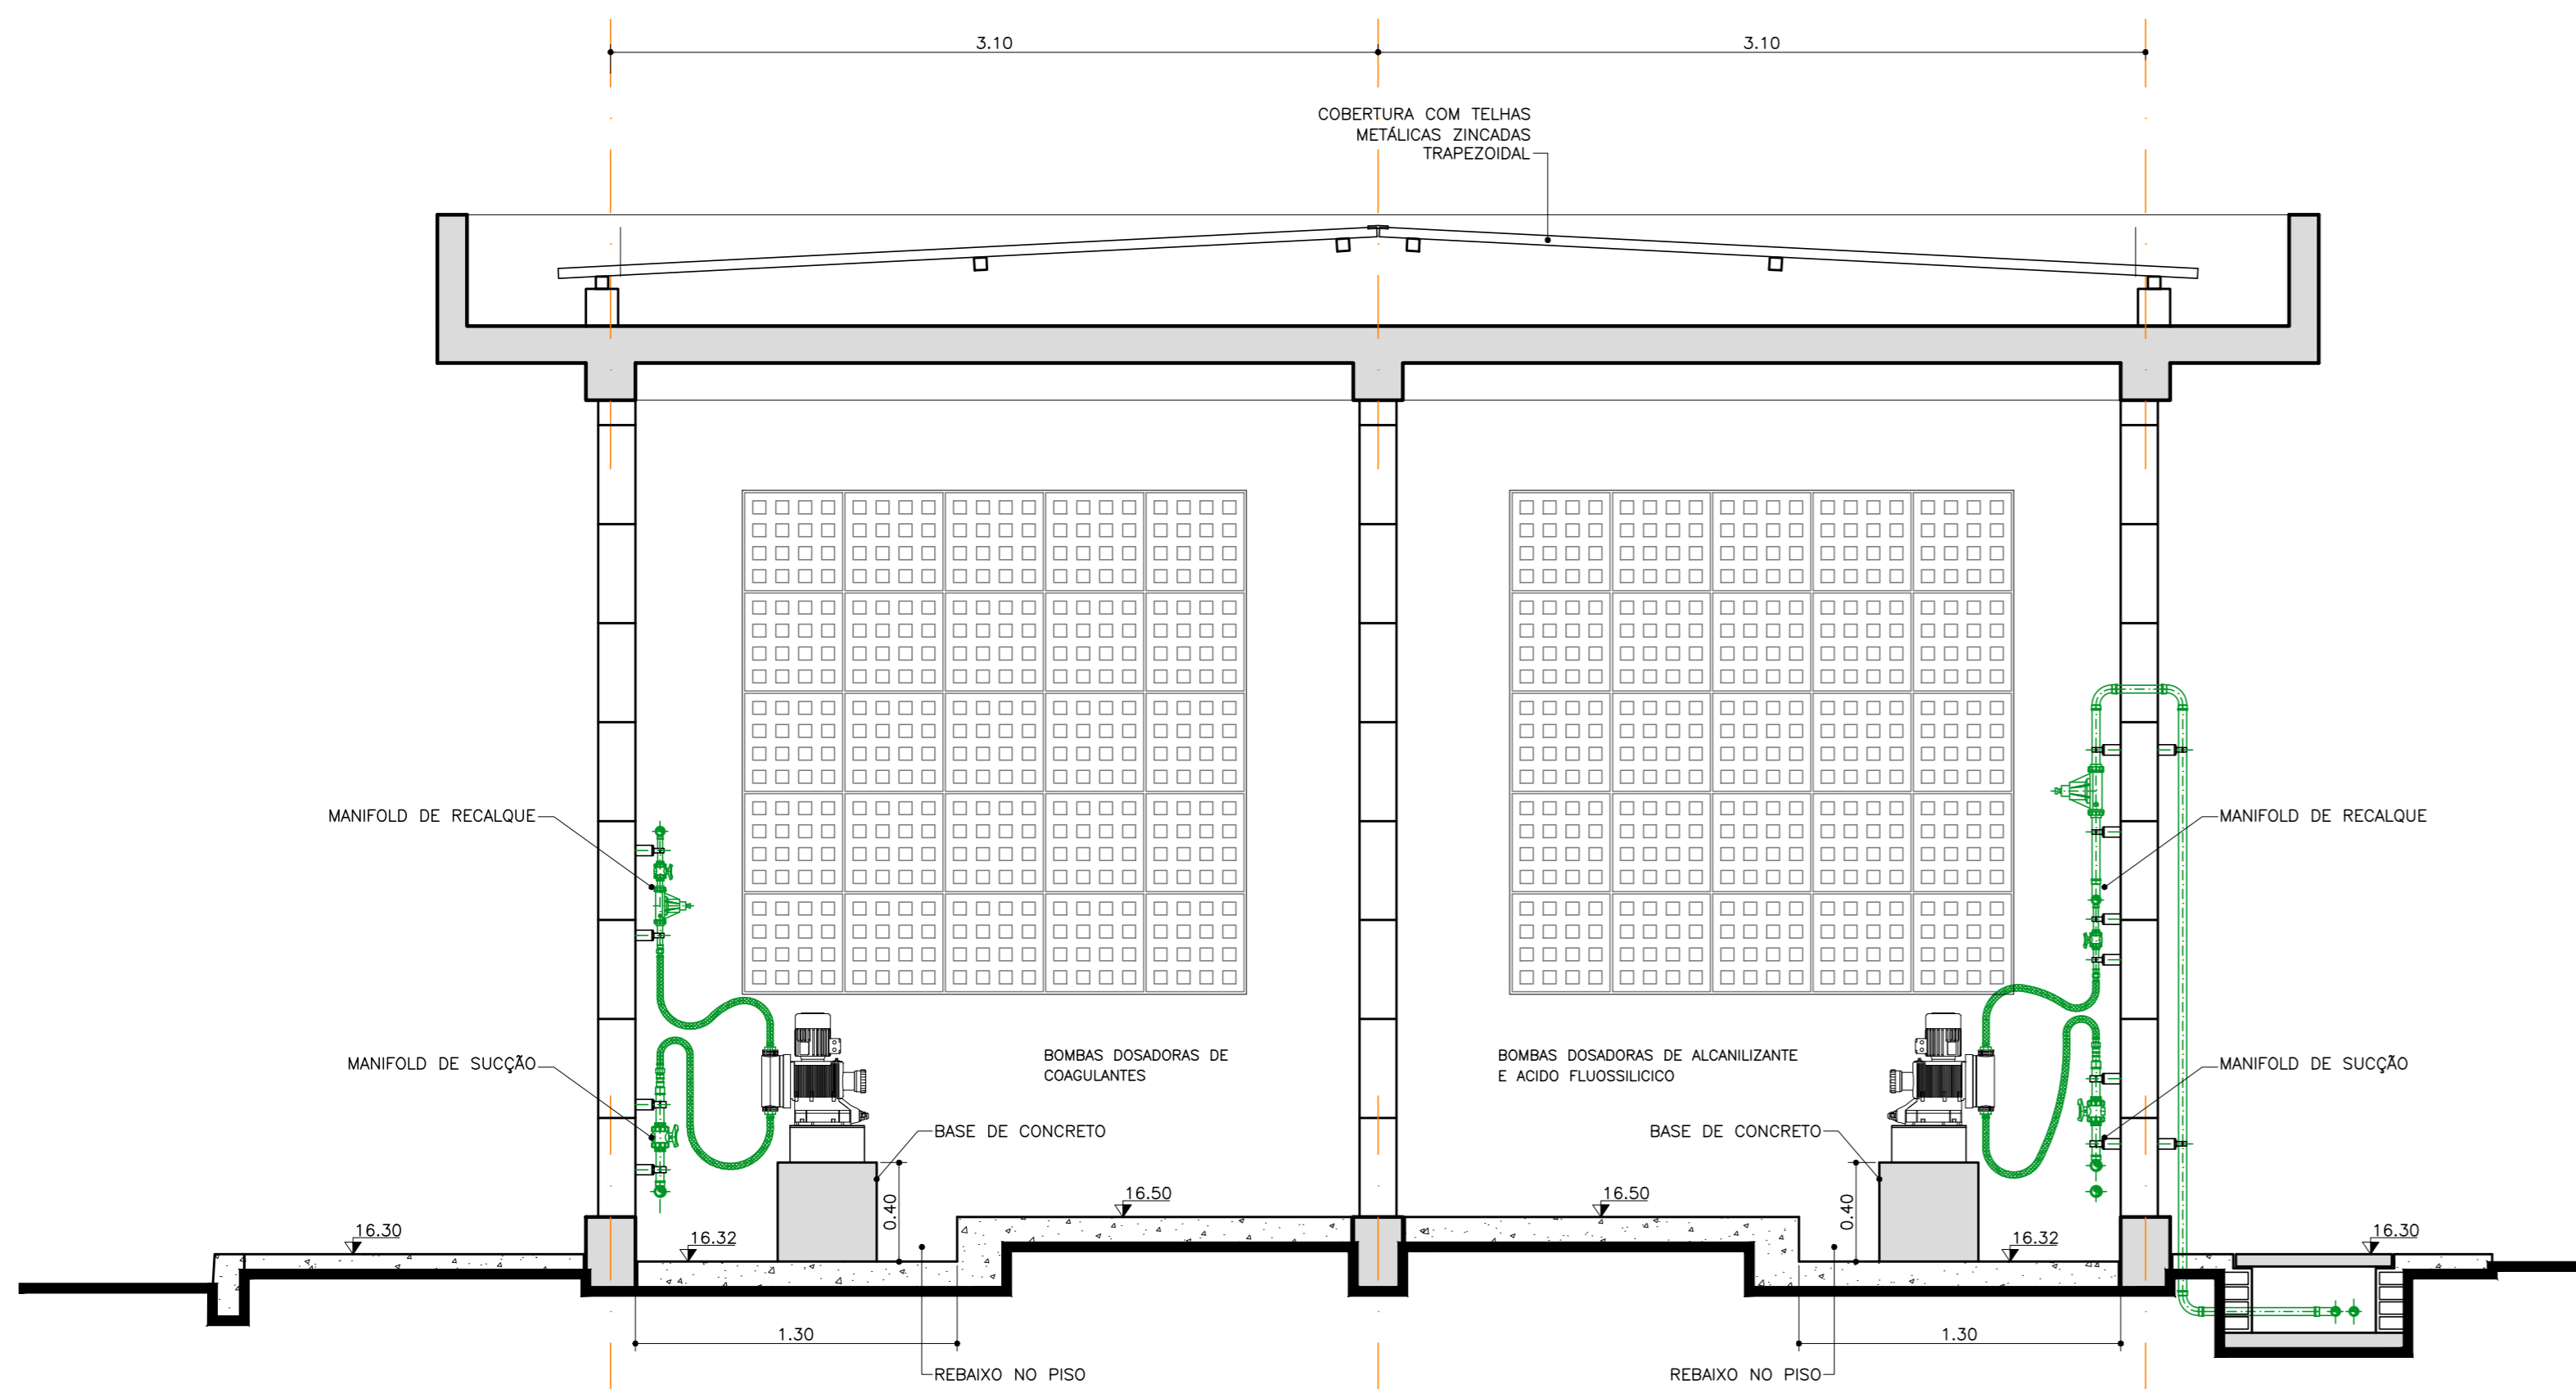 3.10
3.10
COBERTURA COM TELHAS
METÁLICAS ZINCADAS
TRAPEZOIDAL
MANIFOLD DE RECALQUE
MANIFOLD DE RECALQUE
MANIFOLD DE SUCÇÃO
BOMBAS DOSADORAS DE
COAGULANTES
BOMBAS DOSADORAS DE ALCANILIZANTE
E ACIDO FLUOSSILICICO
MANIFOLD DE SUCÇÃO
BASE DE CONCRETO
BASE DE CONCRETO
0.40
0.40
16.50
16.50
16.30
16.32
16.32
16.30
1.30
1.30
REBAIXO NO PISO
REBAIXO NO PISO